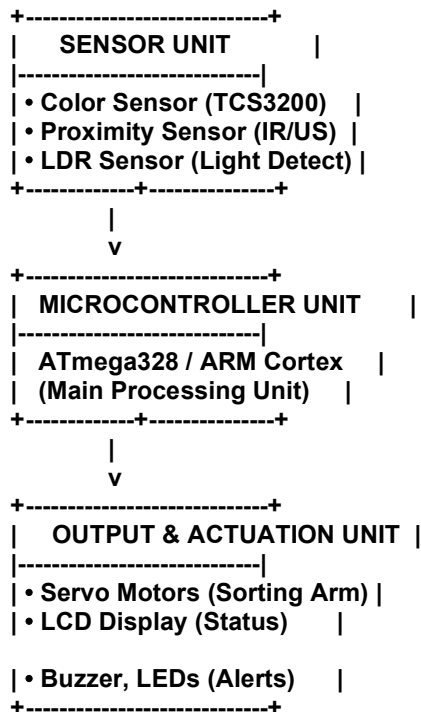 +-----------------------------+
|     SENSOR UNIT          |
|-----------------------------|
| • Color Sensor (TCS3200)    |
| • Proximity Sensor (IR/US)  |
| • LDR Sensor (Light Detect) |
+-------------+---------------+
|
v
+-----------------------------+
|   MICROCONTROLLER UNIT      |
|-----------------------------|
|  ATmega328 / ARM Cortex     |
|  (Main Processing Unit)     |
+-------------+---------------+
|
v
+-----------------------------+
|    OUTPUT & ACTUATION UNIT  |
|-----------------------------|
| • Servo Motors (Sorting Arm) |
| • LCD Display (Status)      |
| • Buzzer, LEDs (Alerts)     |
+-----------------------------+